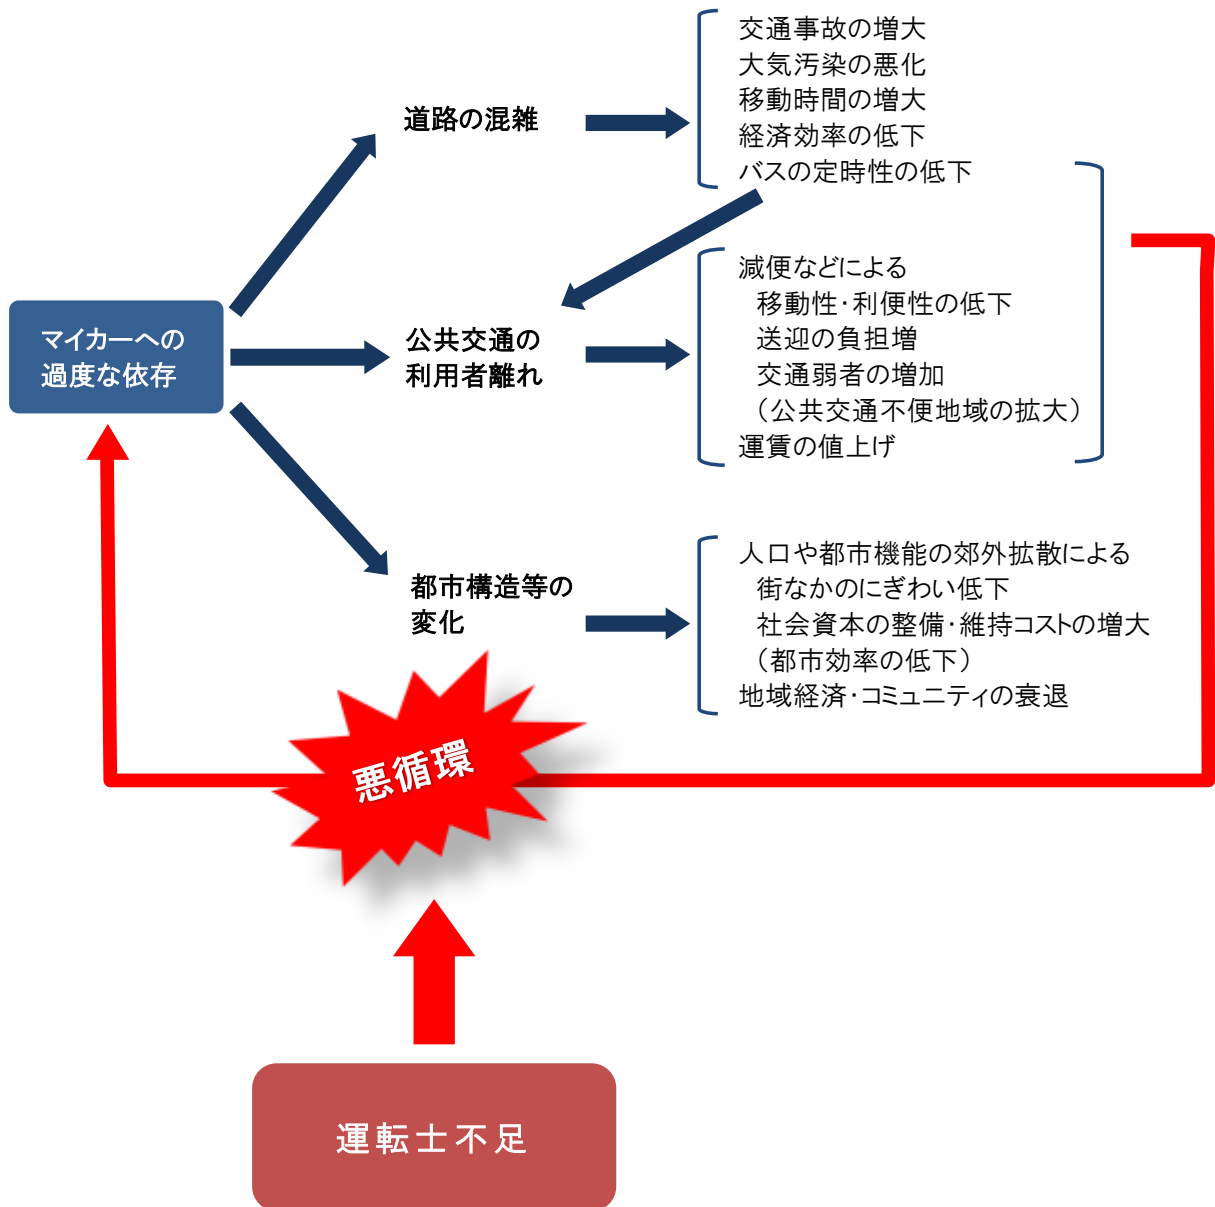 交通事故の増大
大気汚染の悪化
移動時間の増大
経済効率の低下
バスの定時性の低下
道路の混雑
減便などによる
移動性・利便性の低下
送迎の負担増
交通弱者の増加
（公共交通不便地域の拡大）
運賃の値上げ
マイカーへの
過度な依存
公共交通の
利用者離れ
人口や都市機能の郊外拡散による
街なかのにぎわい低下
社会資本の整備・維持コストの増大
（都市効率の低下）
地域経済・コミュニティの衰退
都市構造等の
変化
悪循環
運転士不足